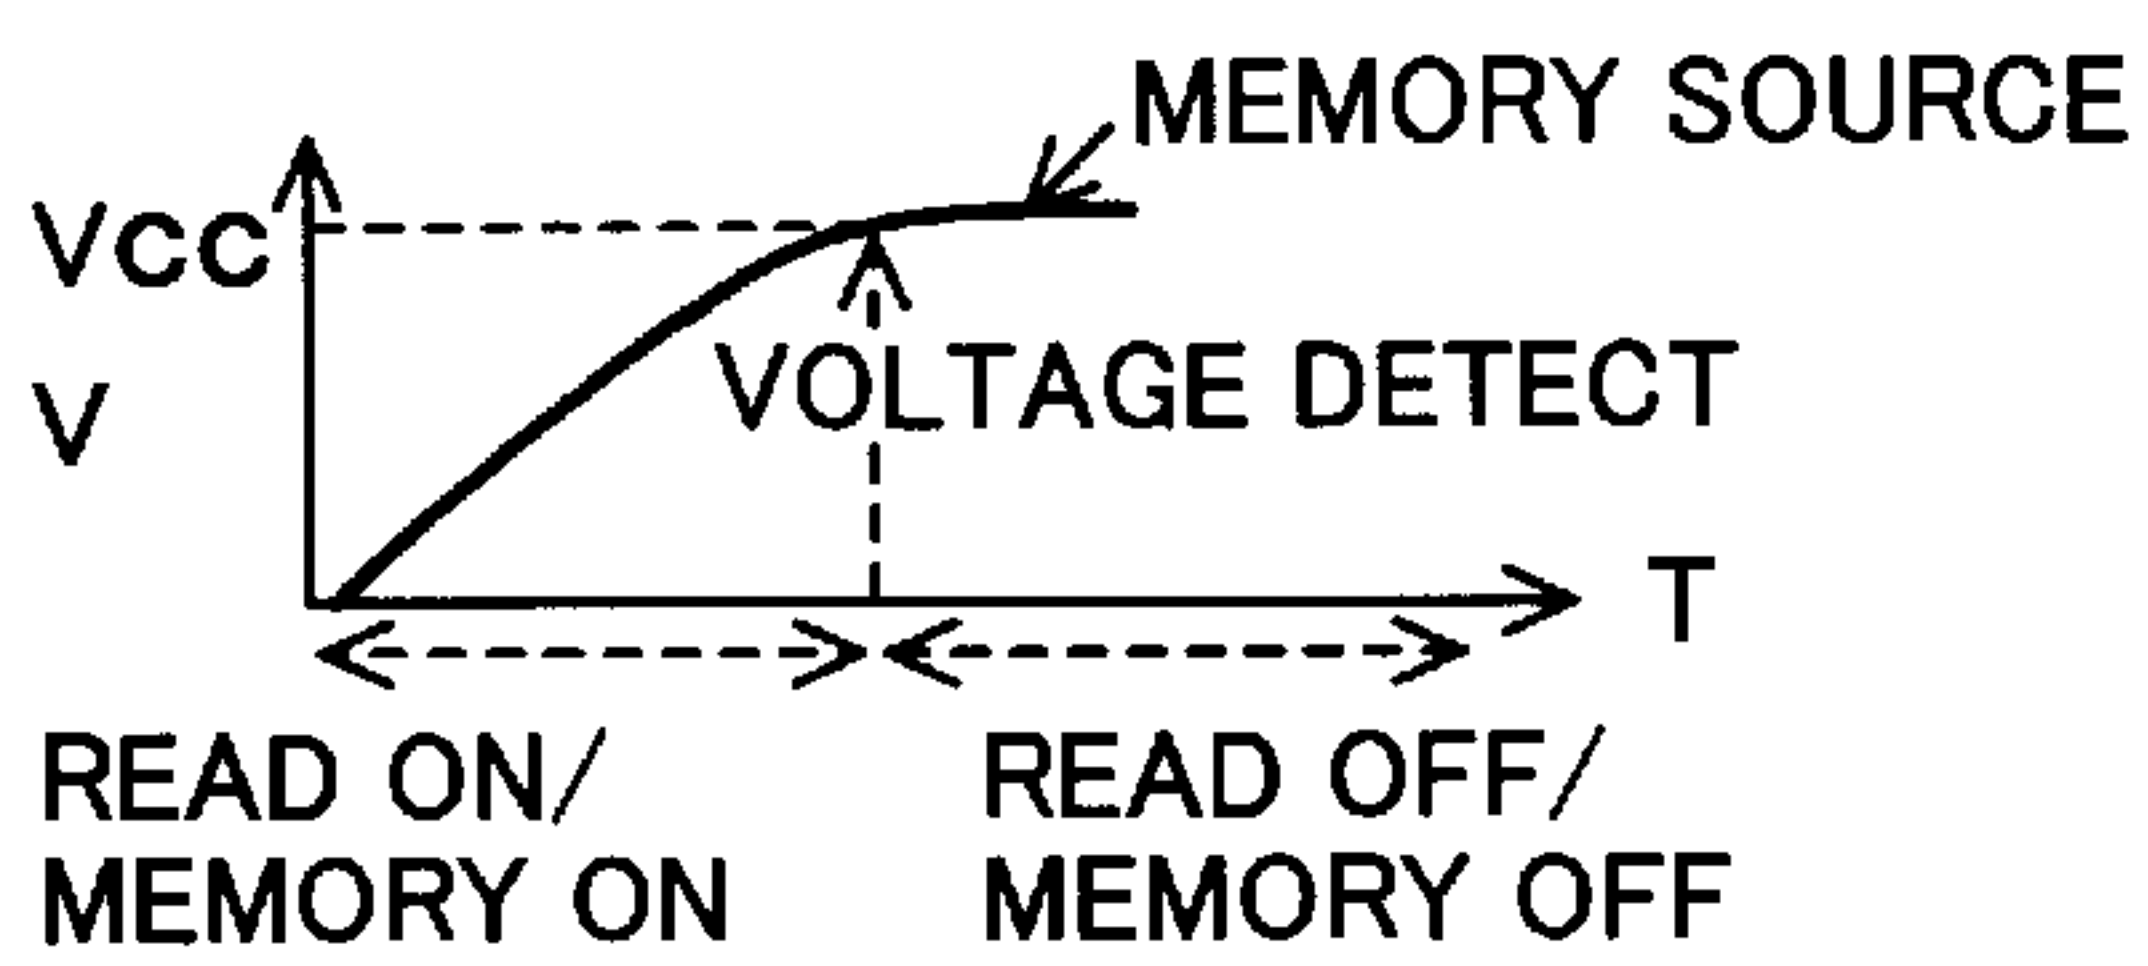 MEMORY SOURCE
VCC
V
VOLTAGE DETECT
T
READ ON/
MEMORY ON
READ OFF/
MEMORY OFF